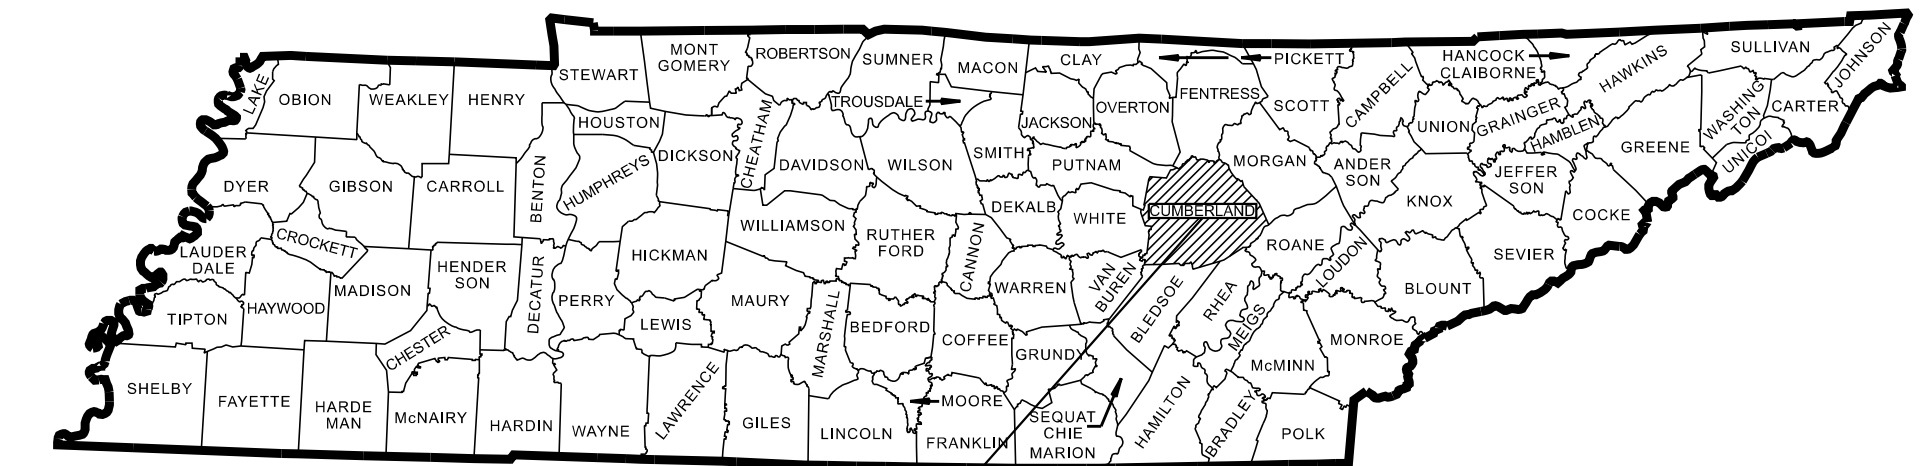 LAKE
OBION
WEAKLEY
HENRY
STEWART
MONT
GOMERY
ROBERTSON
SUMNER
TROUSDALE
MACON
CLAY
PICKETT
HANCOCK
CLAIBORNE
HAWKINS
SULLIVAN
JOHNSON
CARTER
WASHING
TON
UNICOI
GREENE
HAMBLEN
GRAINGER
UNION
CAMPBELL
SCOTT
FENTRESS
OVERTON
JACKSON
HOUSTON
DICKSON
CHEATHAM
DAVIDSON
WILSON
SMITH
PUTNAM
MORGAN
ANDER
SON
KNOX
JEFFER
SON
COCKE
SEVIER
DYER
GIBSON
CARROLL
BENTON
HUMPHREYS
WILLIAMSON
RUTHER
FORD
CANNON
DEKALB
WHITE
CUMBERLAND
ROANE
LOUDON
BLOUNT
LAUDER
DALE
CROCKETT
HAYWOOD
MADISON
HENDER
SON
DECATUR
PERRY
HICKMAN
LEWIS
MAURY
MARSHALL
BEDFORD
COFFEE
WARREN
VAN
BUREN
BLEDSOE
RHEA
MEIGS
MONROE
McMINN
TIPTON
SHELBY
FAYETTE
HARDE
MAN
CHESTER
McNAIRY
HARDIN
WAYNE
LAWRENCE
GILES
LINCOLN
MOORE
FRANKLIN
GRUNDY
SEQUAT
CHIE
MARION
HAMILTON
BRADLEY
POLK